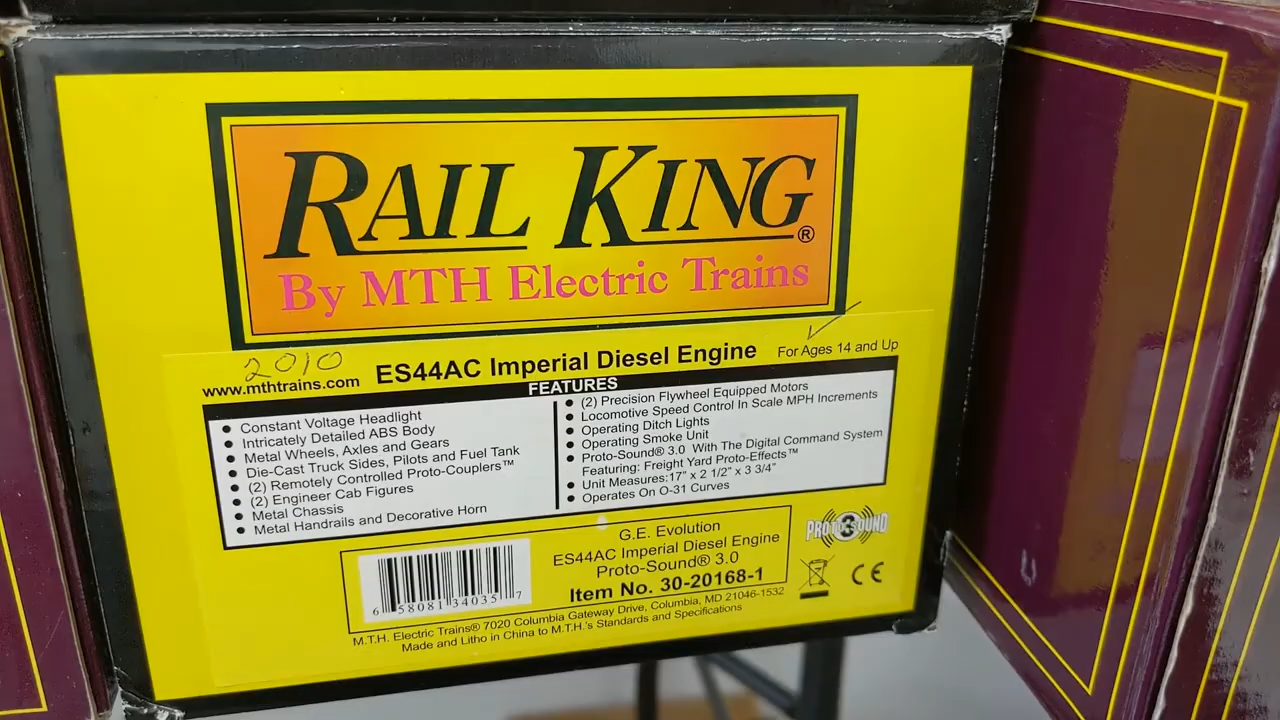 RAIL KING®
By MTH Electric Trains
2010
www.mthtrains.com
ES44AC Imperial Diesel Engine
For Ages 14 and Up
FEATURES
• Constant Voltage Headlight
• Intricately Detailed ABS Body
• Metal Wheels, Axles and Gears
• Die-Cast Truck Sides, Pilots and Fuel Tank
• (2) Remotely Controlled Proto-Couplers™
• (2) Engineer Cab Figures
• Metal Chassis
• Metal Handrails and Decorative Horn
• (2) Precision Flywheel Equipped Motors
• Locomotive Speed Control In Scale MPH Increments
• Operating Ditch Lights
• Operating Smoke Unit
• Proto-Sound® 3.0 With The Digital Command System
Featuring: Freight Yard Proto-Effects™
• Unit Measures:17” x 2 1/2” x 3 3/4”
• Operates On O-31 Curves
6 58081 34035 7
G.E. Evolution
ES44AC Imperial Diesel Engine
Proto-Sound® 3.0
Item No. 30-20168-1
PROTO 3 SOUND
CE
M.T.H. Electric Trains® 7020 Columbia Gateway Drive, Columbia, MD 21046-1532
Made and Litho in China to M.T.H.'s Standards and Specifications